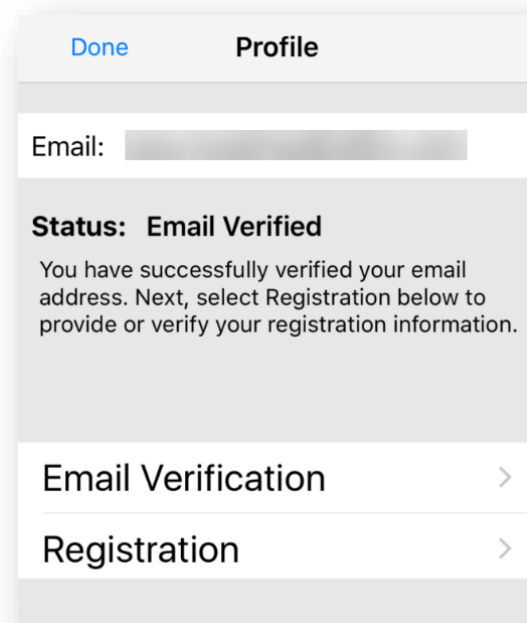 Done Profile
Email:
Status: Email Verified
You have successfully verified your email
address. Next, select Registration below to
provide or verify your registration information.
Email Verification
Registration